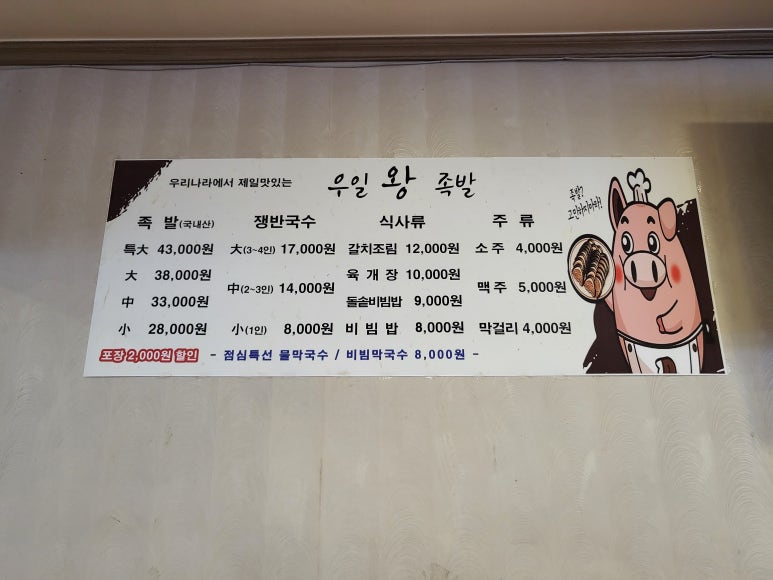 우리나라에서 제일맛있는 우일 왕 족발
족발?
고민하지마라!
족 발(국내산) 쟁반국수 식사류 주 류
특大 43,000원 大(3~4인) 17,000원 갈치조림 12,000원 소 주 4,000원
大 38,000원 中(2~3인) 14,000원 육 개 장 10,000원 맥 주 5,000원
中 33,000원 돌솥비빔밥 9,000원
小 28,000원 小(1인) 8,000원 비 빔 밥 8,000원 막걸리 4,000원
포장 2,000원 할인 - 점심특선 물막국수 / 비빔막국수 8,000원 -